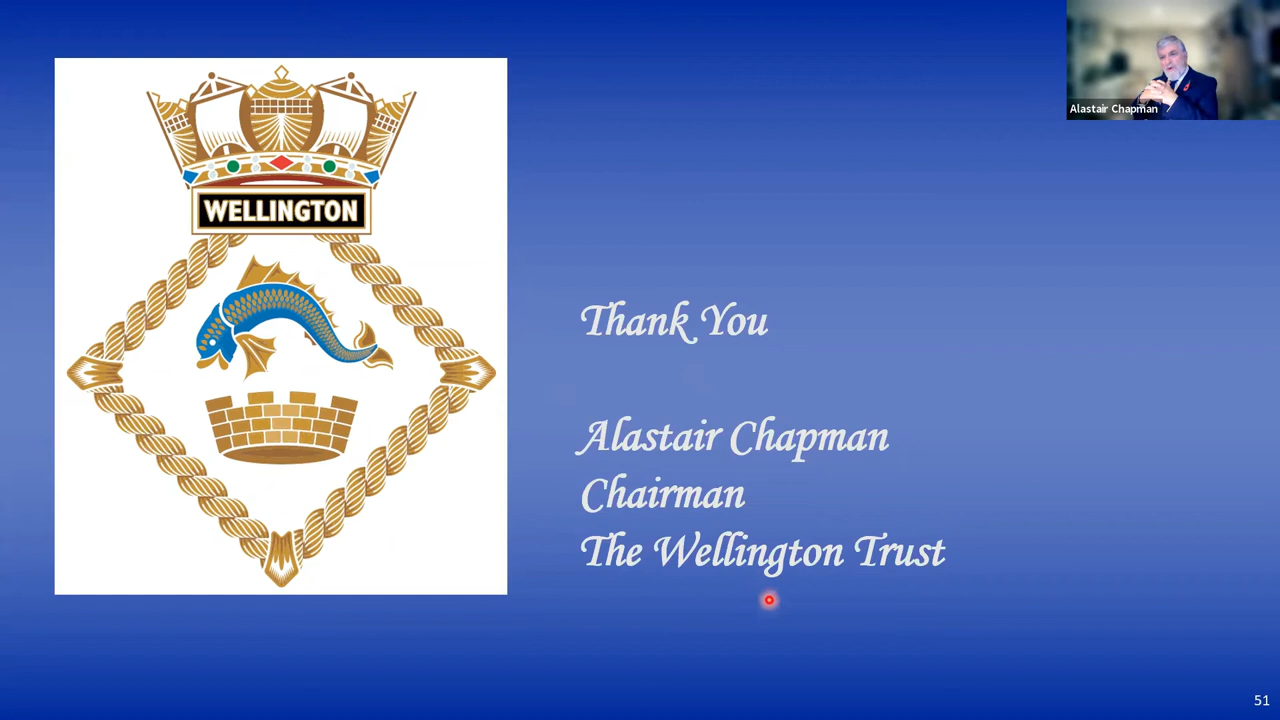 Alastair Chapman
WELLINGTON
Thank You
Alastair Chapman
Chairman
The Wellington Trust
51